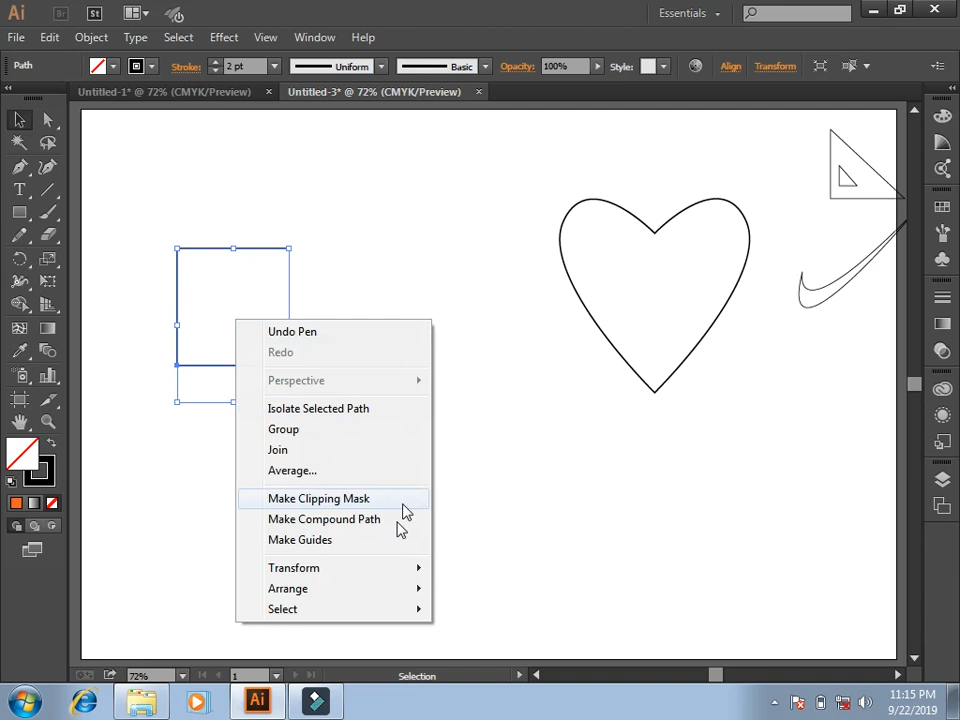 Ai Br St Essentials
File Edit Object Type Select Effect View Window Help
Path Stroke: 2 pt Uniform Basic Opacity: 100% Style: Align Transform
Untitled-1* @ 72% (CMYK/Preview) × Untitled-3* @ 72% (CMYK/Preview) ×
T
Undo Pen
Redo
Perspective
Isolate Selected Path
Group
Join
Average...
Make Clipping Mask
Make Compound Path
Make Guides
Transform
Arrange
Select
72% 1 Selection
Ai 11:15 PM
9/22/2019